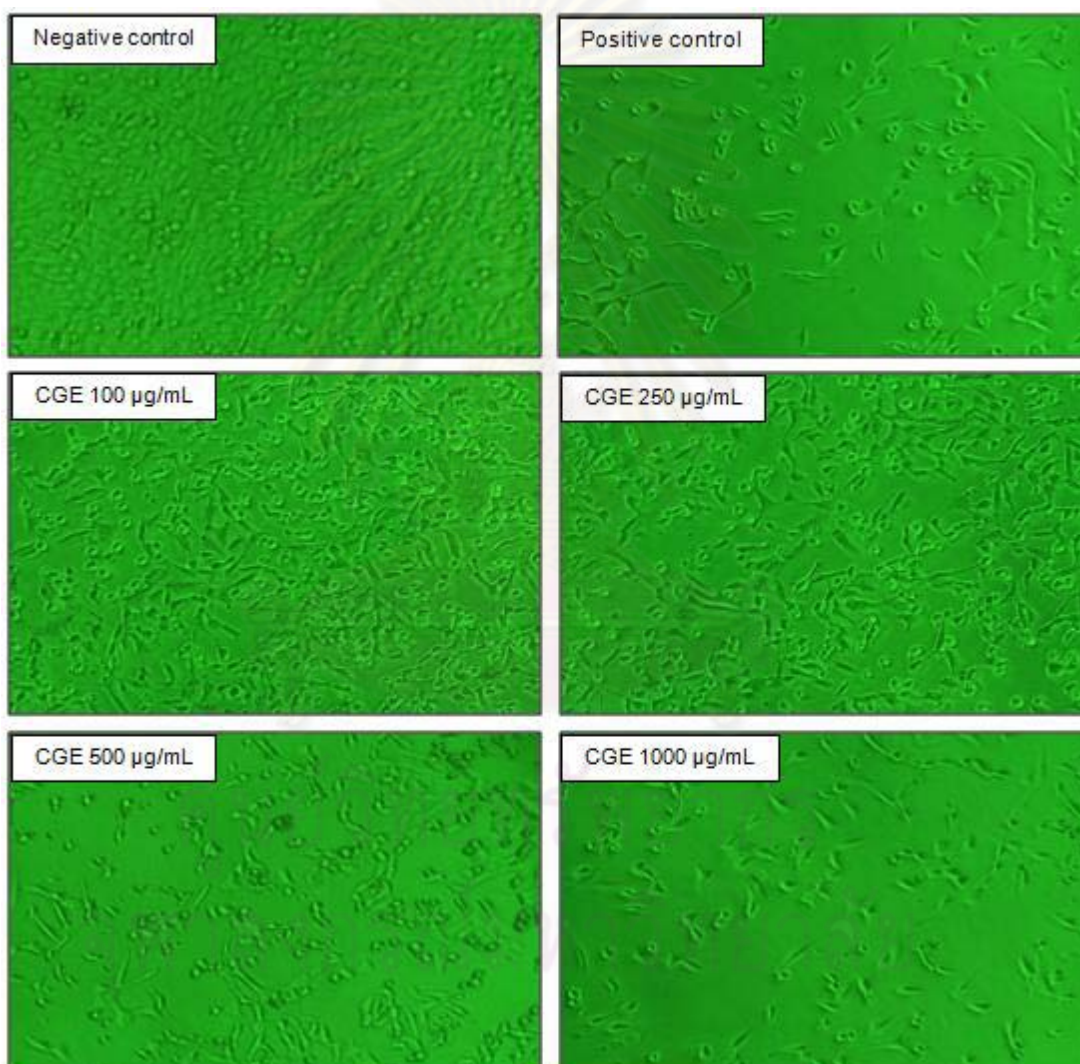 Negative control
Positive control
CGE 100 µg/mL
CGE 250 µg/mL
CGE 500 µg/mL
CGE 1000 µg/mL